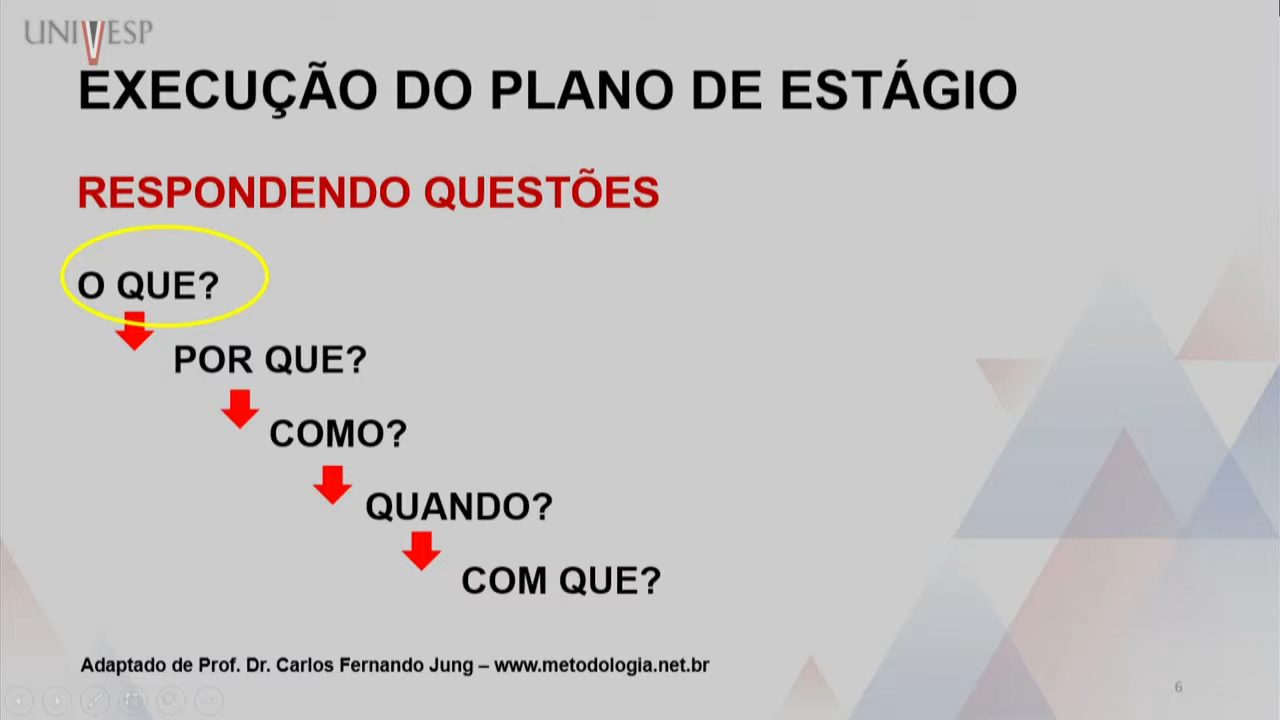 UNIVESP
EXECUÇÃO DO PLANO DE ESTÁGIO
RESPONDENDO QUESTÕES
O QUE?
POR QUE?
COMO?
QUANDO?
COM QUE?
Adaptado de Prof. Dr. Carlos Fernando Jung – www.metodologia.net.br
6